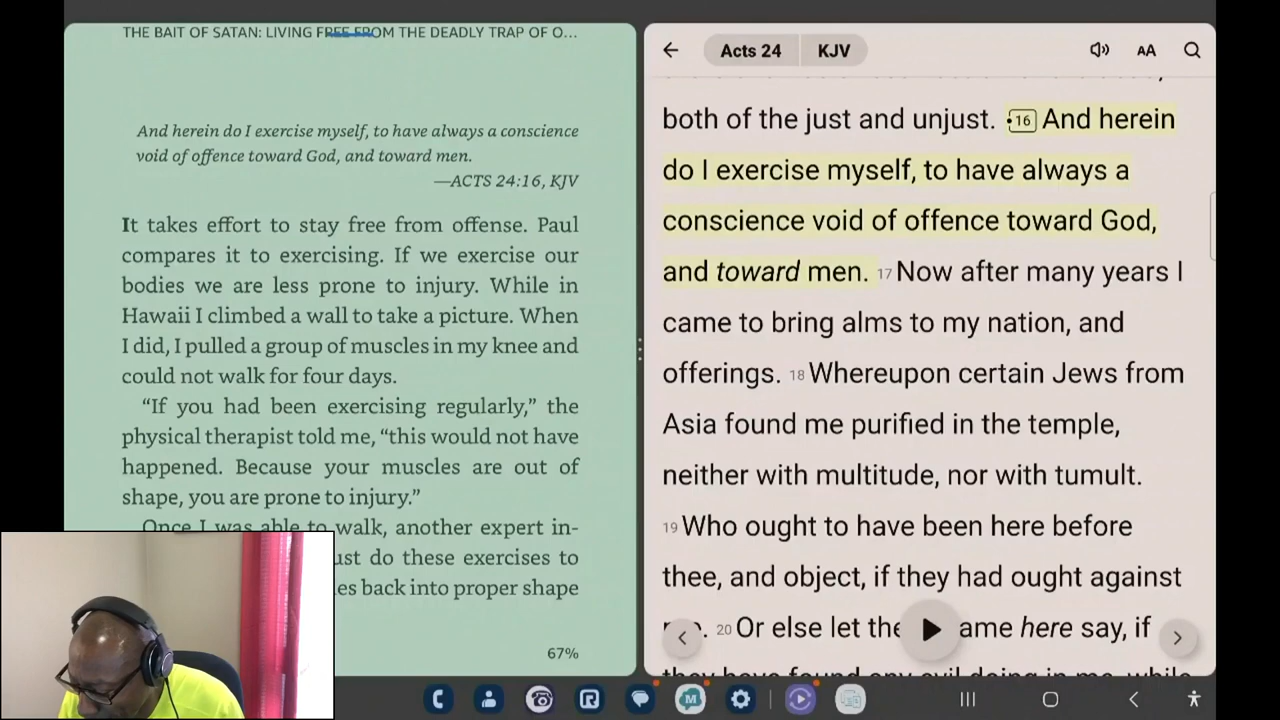 THE BAIT OF SATAN: LIVING FREE FROM THE DEADLY TRAP OF O...
And herein do I exercise myself, to have always a conscience
void of offence toward God, and toward men.
—ACTS 24:16, KJV
It takes effort to stay free from offense. Paul
compares it to exercising. If we exercise our
bodies we are less prone to injury. While in
Hawaii I climbed a wall to take a picture. When
I did, I pulled a group of muscles in my knee and
could not walk for four days.
“If you had been exercising regularly,” the
physical therapist told me, “this would not have
happened. Because your muscles are out of
shape, you are prone to injury.”
Once I was able to walk, another expert in-
do these exercises to
back into proper shape
67%
Acts 24 KJV AA
both of the just and unjust. 16 And herein
do I exercise myself, to have always a
conscience void of offence toward God,
and toward men. 17 Now after many years I
came to bring alms to my nation, and
offerings. 18 Whereupon certain Jews from
Asia found me purified in the temple,
neither with multitude, nor with tumult.
19 Who ought to have been here before
thee, and object, if they had ought against
20 Or else let here say, if
they have found any evil doing in me, while